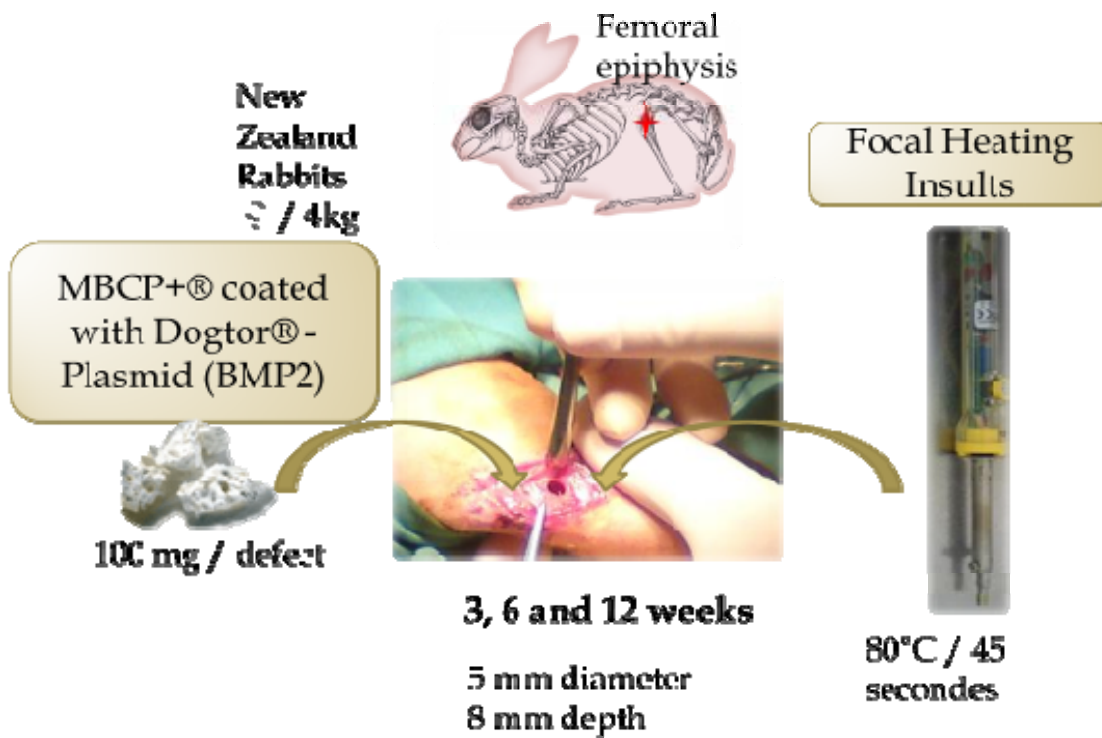 Femoral
epiphysis
New
Zealand
Rabbits
/ 4kg
Focal Heating
Insults
MBCP+® coated
with Dogtor® -
Plasmid (BMP2)
100 mg / defect
3, 6 and 12 weeks
5 mm diameter
8 mm depth
80°C / 45
secondes